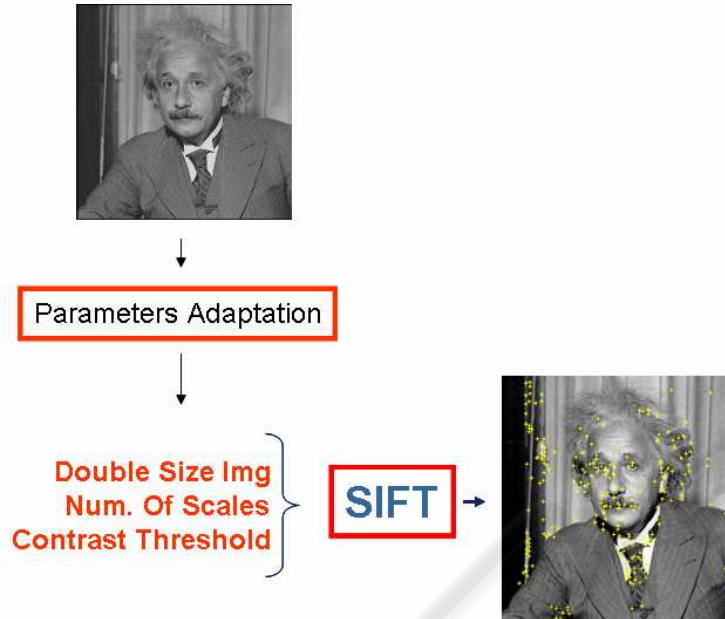 Parameters Adaptation
Double Size Img
Num. Of Scales
Contrast Threshold
SIFT